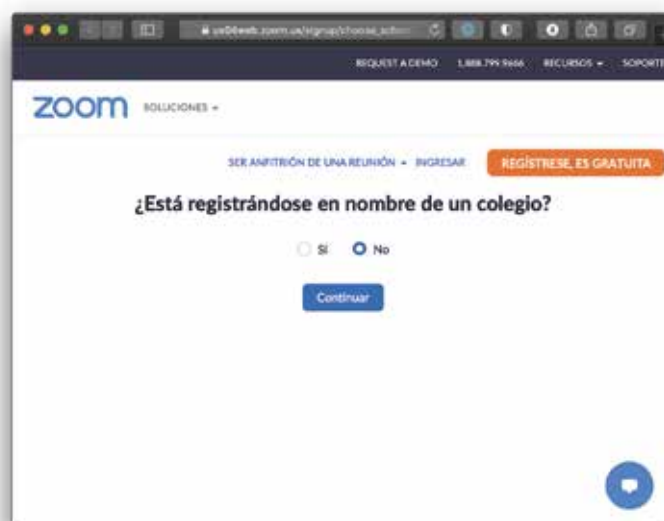 REQUEST A DEMO 1.888.799.9666 RECURSOS SOPORTE
zoom SOLUCIONES
SER ANFITRIÓN DE UNA REUNIÓN INGRESAR REGÍSTRESE, ES GRATUITA
¿Está registrándose en nombre de un colegio?
Sí No
Continuar